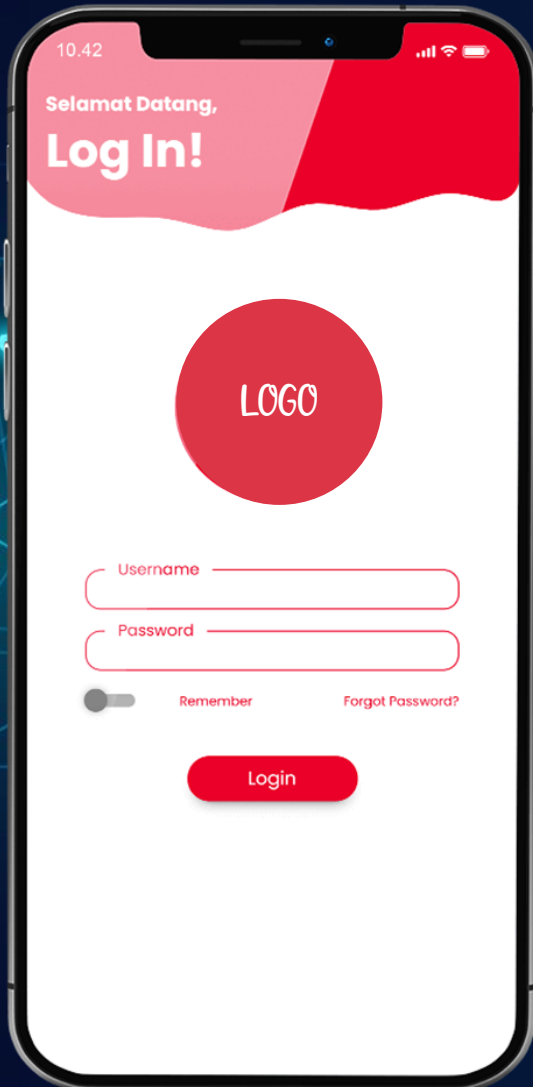 10.42
Selamat Datang,
Log In!
LOGO
Username
Password
Remember Forgot Password?
Login